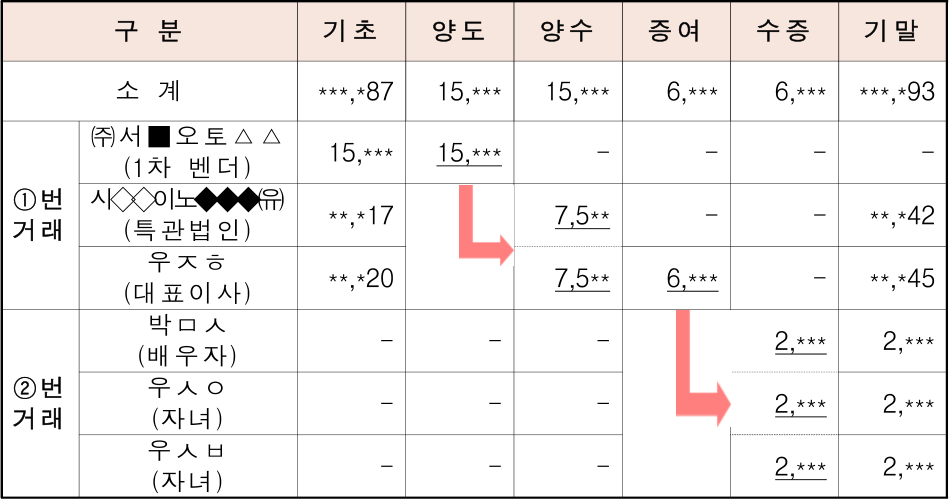 구 분 기초 양도 양수 증여 수증 기말
소 계 ***,*87 15,*** 15,*** 6,*** 6,*** ***,*93
①번
거래
㈜서■오토△△
(1차 벤더)
15,*** 15,*** – – – –
시◇◇이노◆◆◆㈲
(특관법인)
**,*17 7,5** – – **,*42
우ㅈㅎ
(대표이사)
**,*20 7,5** 6,*** – **,*45
②번
거래
박ㅁㅅ
(배우자)
– – – 2,*** 2,***
우ㅅㅇ
(자녀)
– – – 2,*** 2,***
우ㅅㅂ
(자녀)
– – – 2,*** 2,***